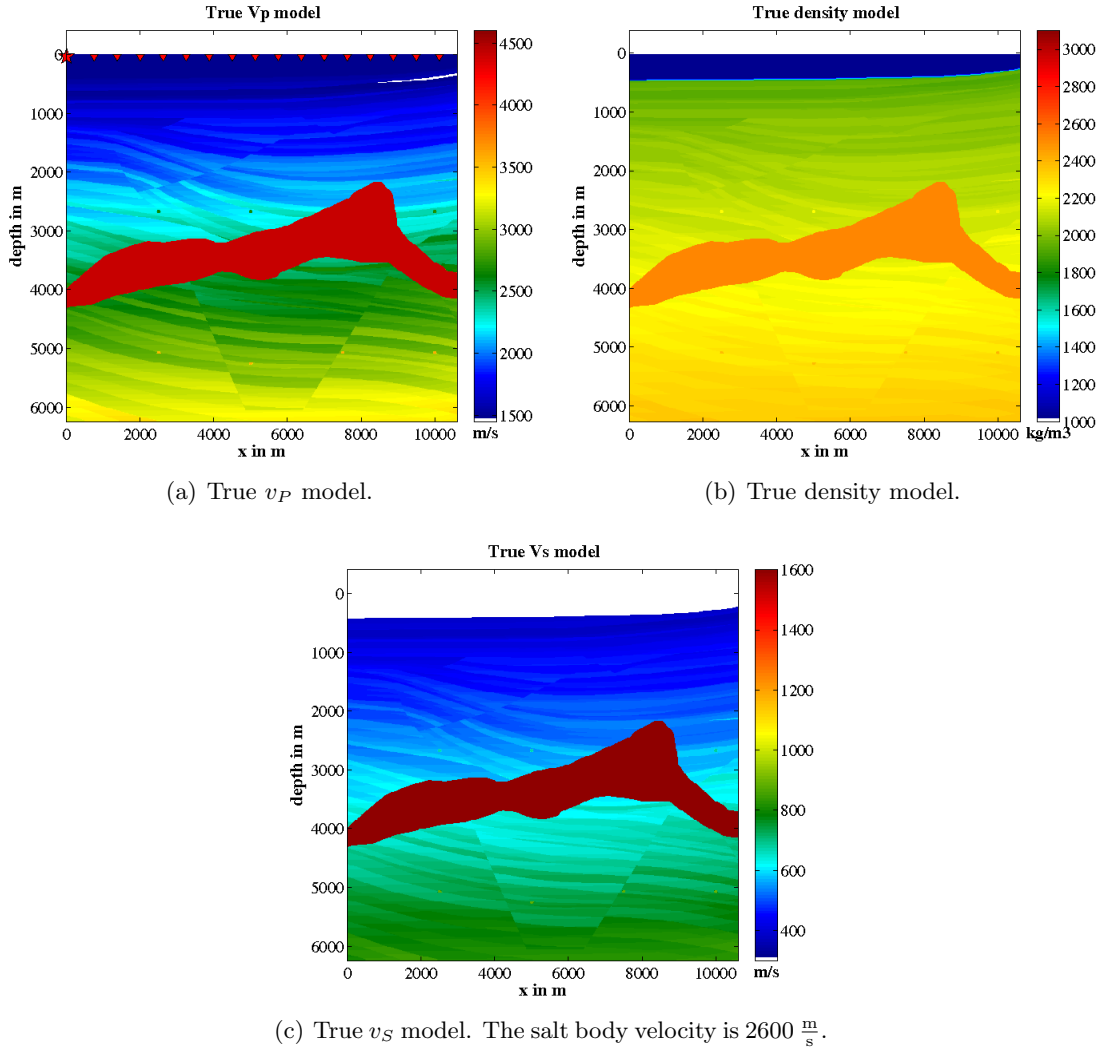 True Vp model
0
1000
2000
3000
4000
5000
6000
depth in m
0 2000 4000 6000 8000 10000
x in m
4500
4000
3500
3000
2500
2000
1500
m/s
(a) True v_P model.
True density model
0
1000
2000
3000
4000
5000
6000
depth in m
0 2000 4000 6000 8000 10000
x in m
3000
2800
2600
2400
2200
2000
1800
1600
1400
1200
1000
kg/m3
(b) True density model.
True Vs model
0
1000
2000
3000
4000
5000
6000
depth in m
0 2000 4000 6000 8000 10000
x in m
1600
1400
1200
1000
800
600
400
m/s
(c) True v_S model. The salt body velocity is 2600 m/s.